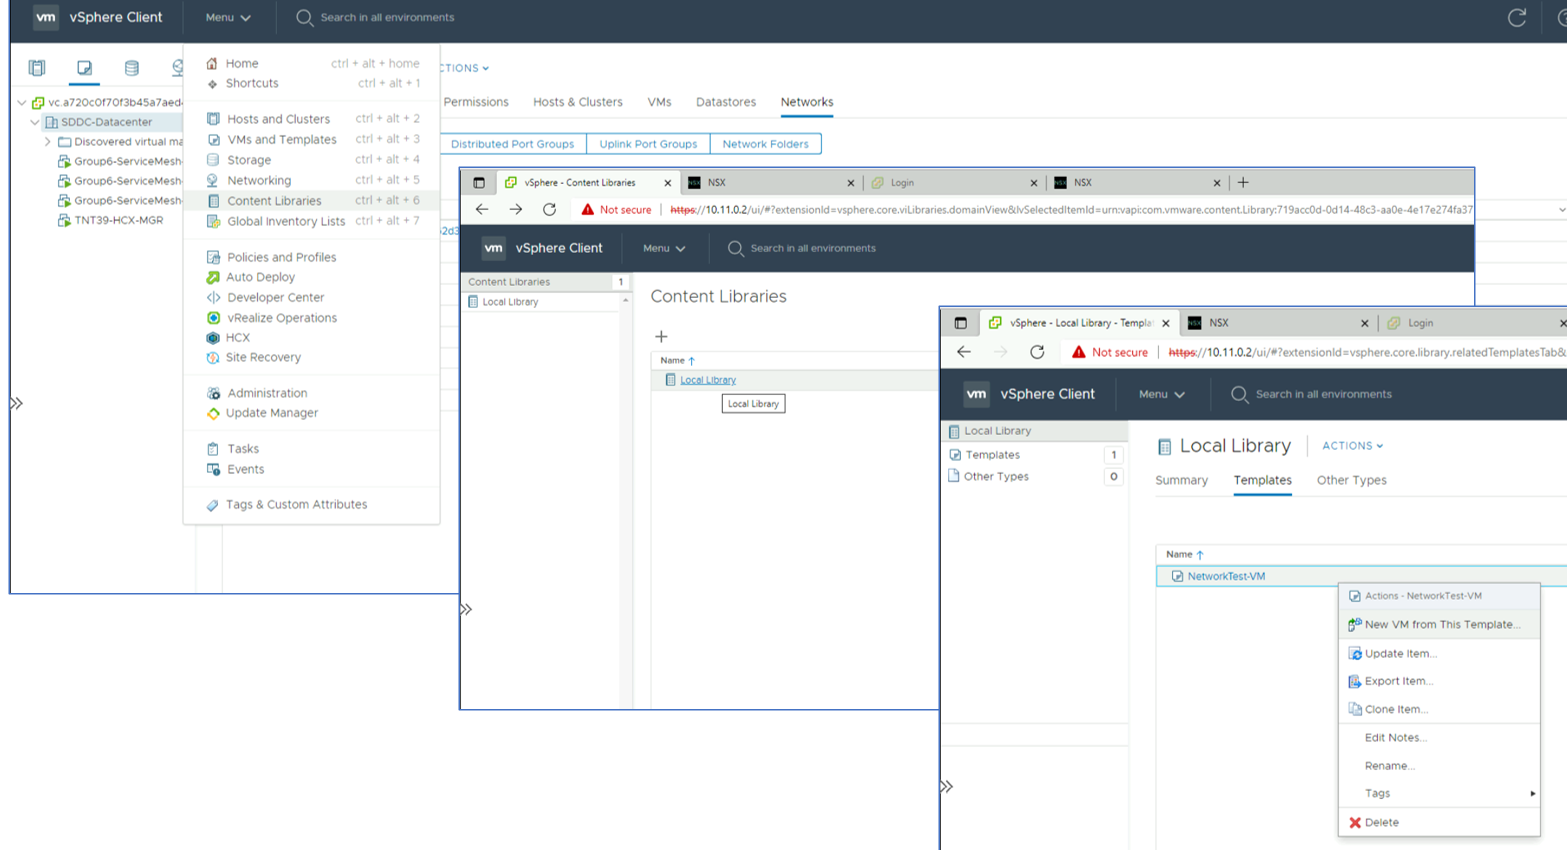 vm vSphere Client Menu Search in all environments
Home ctrl + alt + home
Shortcuts ctrl + alt + 1
Hosts and Clusters ctrl + alt + 2
VMs and Templates ctrl + alt + 3
Storage ctrl + alt + 4
Networking ctrl + alt + 5
Content Libraries ctrl + alt + 6
Global Inventory Lists ctrl + alt + 7
Policies and Profiles
Auto Deploy
Developer Center
vRealize Operations
HCX
Site Recovery
Administration
Update Manager
Tasks
Events
Tags & Custom Attributes
vc.a720c0f70f3b45a7aed
SDDC-Datacenter
Discovered virtual ma
Group6-ServiceMesh
Group6-ServiceMesh
Group6-ServiceMesh
TNT39-HCX-MGR
CTIONS
Permissions Hosts & Clusters VMs Datastores Networks
Distributed Port Groups Uplink Port Groups Network Folders
vSphere - Content Libraries NSX Login NSX
Not secure https://10.11.0.2/ui/#?extensionId=vsphere.core.viLibraries.domainView&lvSelectedItemId=urn:vapi:com.vmware.content.Library:719acc0d-0d14-48c3-aa0e-4e17e274fa37
vm vSphere Client Menu Search in all environments
Content Libraries 1
Local Library
Content Libraries
Name
Local Library
Local Library
vSphere - Local Library - Templat NSX Login
Not secure https://10.11.0.2/ui/#?extensionId=vsphere.core.library.relatedTemplatesTab&
vm vSphere Client Menu Search in all environments
Local Library
Templates 1
Other Types 0
Local Library ACTIONS
Summary Templates Other Types
Name
NetworkTest-VM
Actions - NetworkTest-VM
New VM from This Template...
Update Item...
Export Item...
Clone Item...
Edit Notes...
Rename...
Tags
Delete